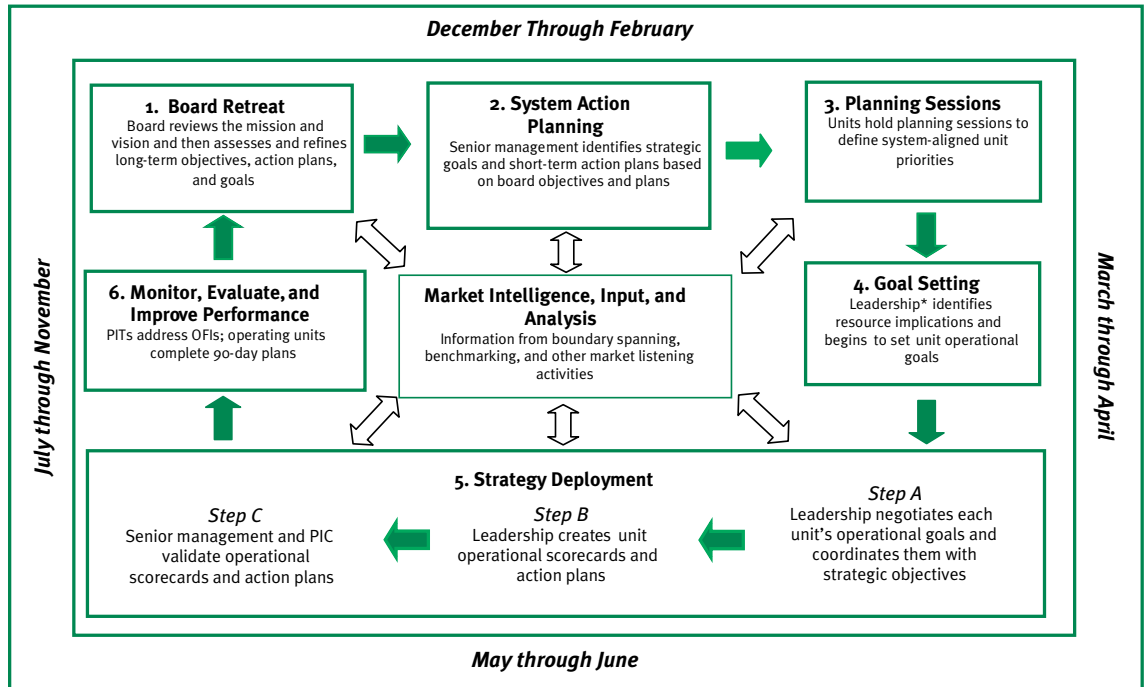 December Through February
1. Board Retreat
Board reviews the mission and
vision and then assesses and refines
long-term objectives, action plans,
and goals
2. System Action
Planning
Senior management identifies strategic
goals and short-term action plans based
on board objectives and plans
3. Planning Sessions
Units hold planning sessions to
define system-aligned unit
priorities
July through November
6. Monitor, Evaluate, and
Improve Performance
PITs address OFIs; operating units
complete 90-day plans
Market Intelligence, Input, and
Analysis
Information from boundary spanning,
benchmarking, and other market listening
activities
4. Goal Setting
Leadership* identifies
resource implications and
begins to set unit operational
goals
March through April
5. Strategy Deployment
Step C
Senior management and PIC
validate operational
scorecards and action plans
Step B
Leadership creates unit
operational scorecards and
action plans
Step A
Leadership negotiates each
unit's operational goals and
coordinates them with
strategic objectives
May through June